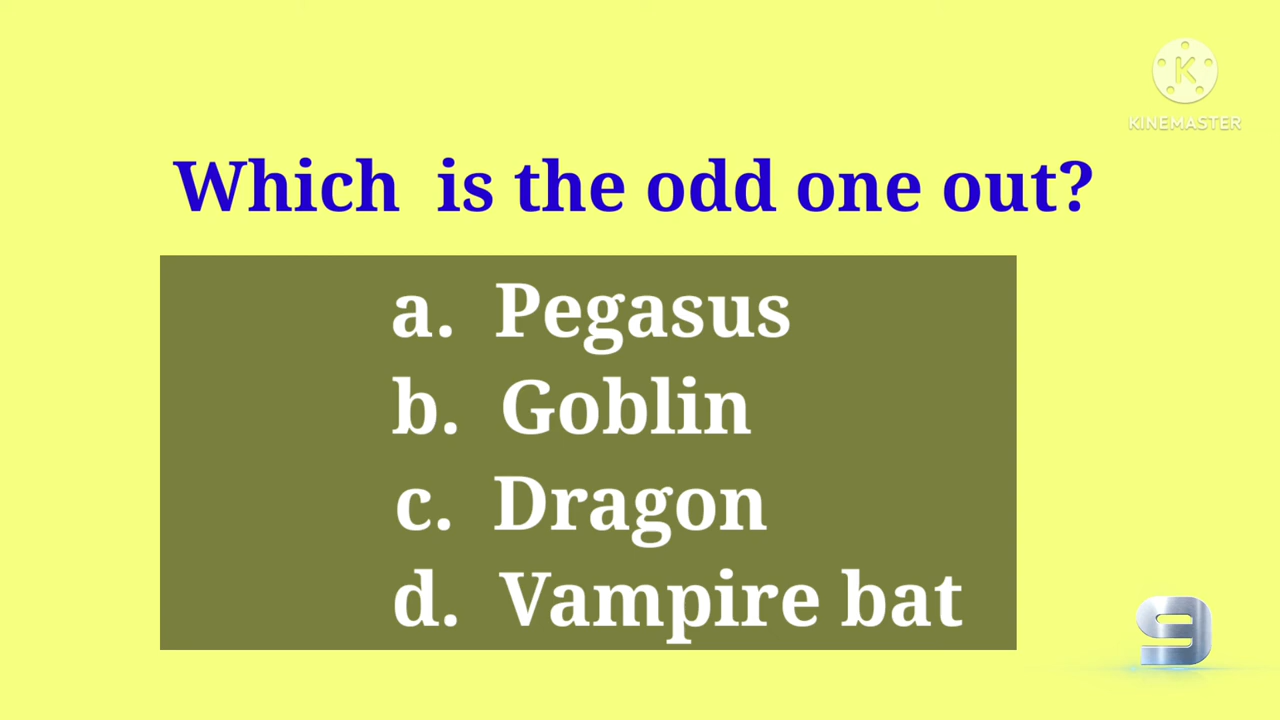 KINEMASTER
Which is the odd one out?
a. Pegasus
b. Goblin
c. Dragon
d. Vampire bat
9